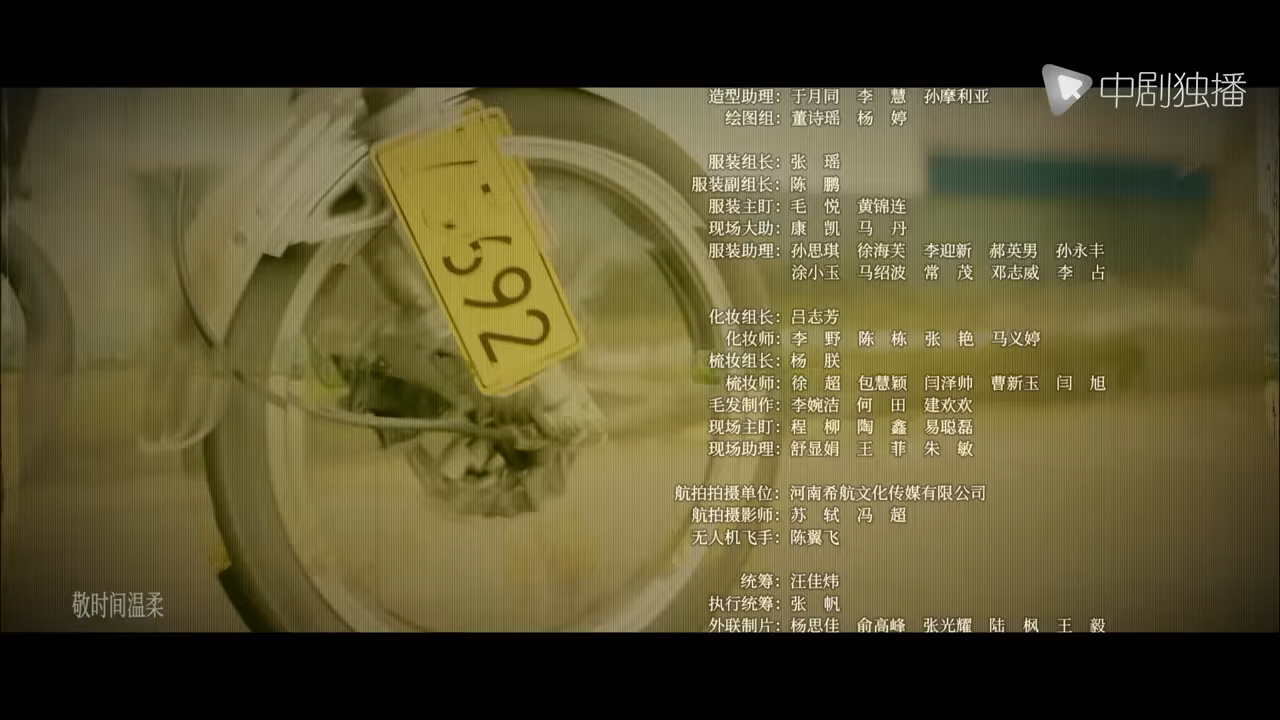 中剧独播
造型助理：于月同 李 慧 孙摩利亚
绘图组：董诗瑶 杨 婷
服装组长：张 瑶
服装副组长：陈 鹏
服装主盯：毛 悦 黄锦连
现场大助：康 凯 马 丹
服装助理：孙思琪 徐海芙 李迎新 郝英男 孙永丰
涂小玉 马绍波 常 茂 邓志威 李 占
化妆组长：吕志芳
化妆师：李 野 陈 栋 张 艳 马义婷
梳妆组长：杨 朕
梳妆师：徐 超 包慧颖 闫泽帅 曹新玉 闫 旭
毛发制作：李婉洁 何 田 建欢欢
现场主盯：程 柳 陶 鑫 易聪磊
现场助理：舒显娟 王 菲 朱 敏
航拍拍摄单位：河南希航文化传媒有限公司
航拍摄影师：苏 轼 冯 超
无人机飞手：陈翼飞
统筹：汪佳炜
执行统筹：张 帆
外联制片：杨思佳 俞高峰 张光耀 陆 枫 王 毅
592
敬时间温柔